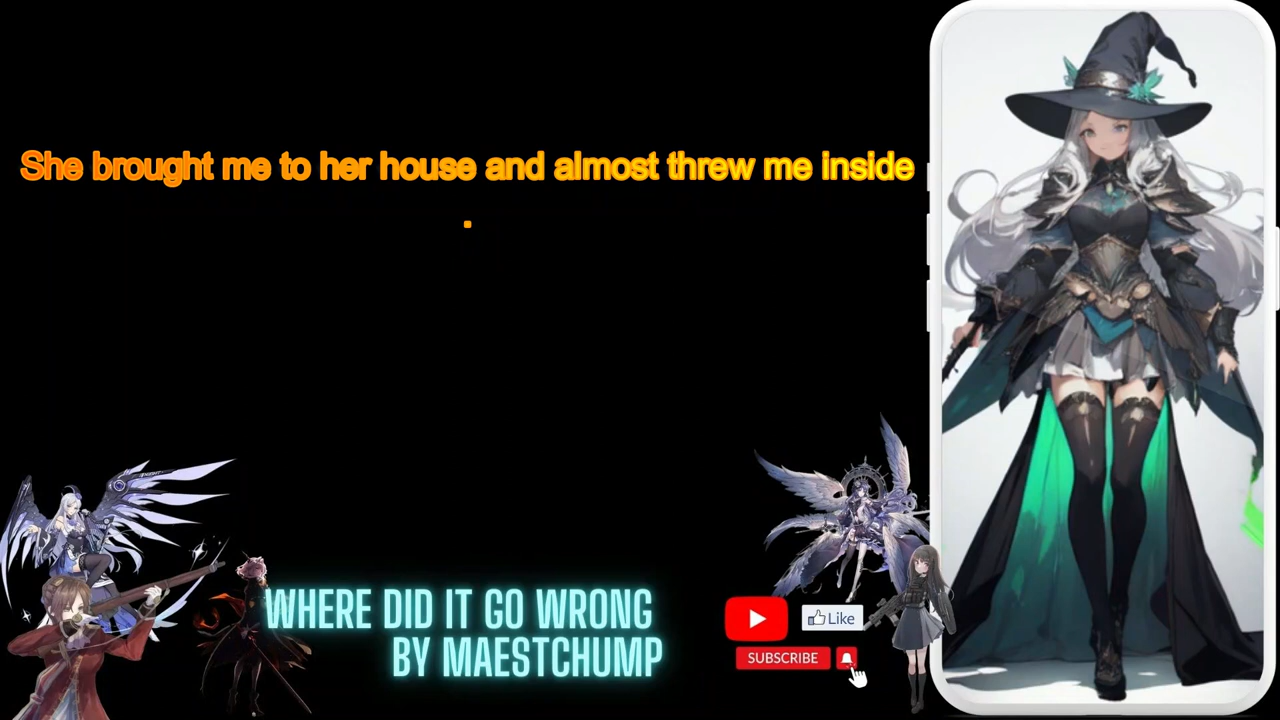 She brought me to her house and almost threw me inside
.
WHERE DID IT GO WRONG
BY MAESTCHUMP
Like
SUBSCRIBE